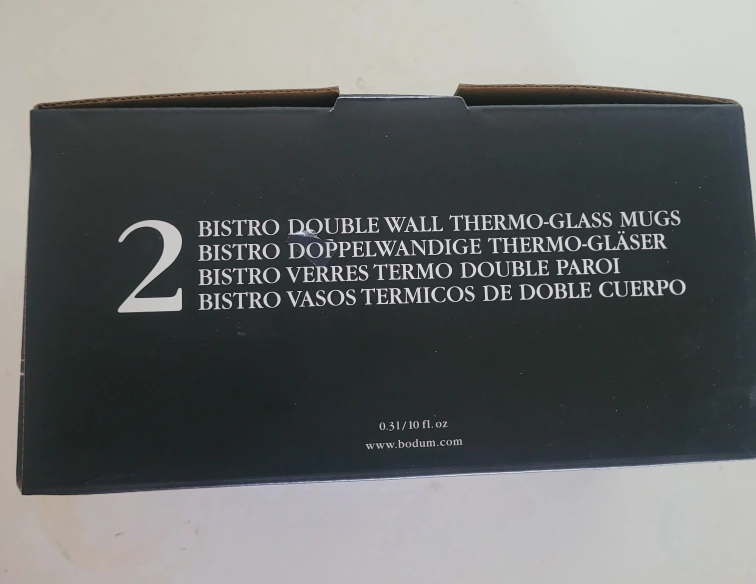 2
BISTRO DOUBLE WALL THERMO-GLASS MUGS
BISTRO DOPPELWANDIGE THERMO-GLÄSER
BISTRO VERRES TERMO DOUBLE PAROI
BISTRO VASOS TERMICOS DE DOBLE CUERPO
0.3l/10 fl. oz
www.bodum.com